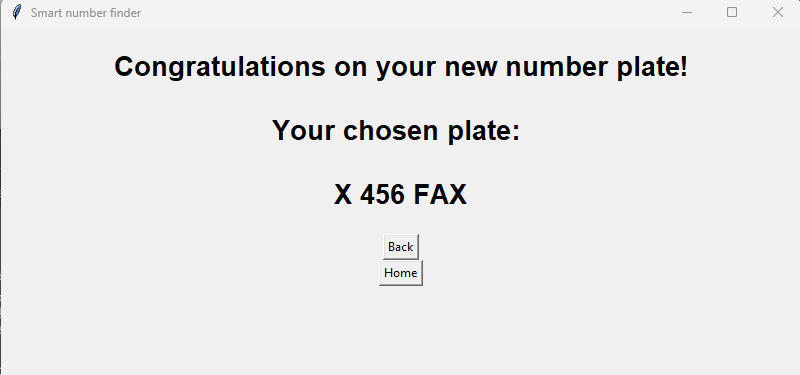 Smart number finder
Congratulations on your new number plate!
Your chosen plate:
X 456 FAX
Back
Home